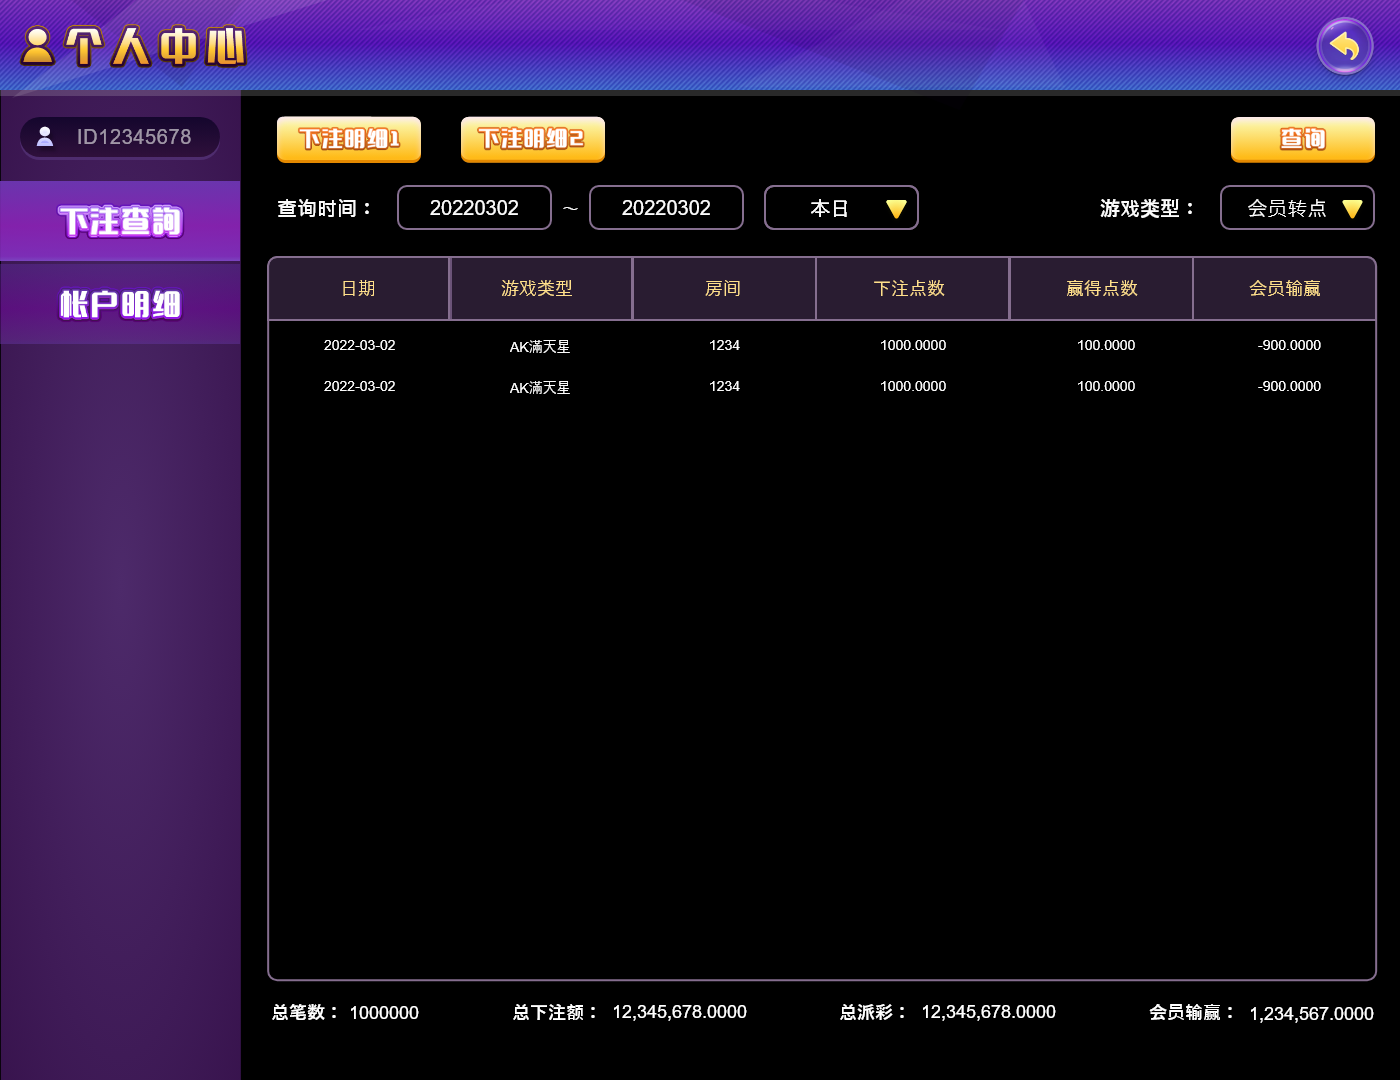 个人中心
ID12345678
下注查詢
帐户明细
下注明细1 下注明细2 查询
查询时间： 20220302 ～ 20220302 本日 游戏类型： 会员转点
日期 游戏类型 房间 下注点数 赢得点数 会员输赢
2022-03-02 AK滿天星 1234 1000.0000 100.0000 -900.0000
2022-03-02 AK滿天星 1234 1000.0000 100.0000 -900.0000
总笔数： 1000000 总下注额： 12,345,678.0000 总派彩： 12,345,678.0000 会员输赢： 1,234,567.0000